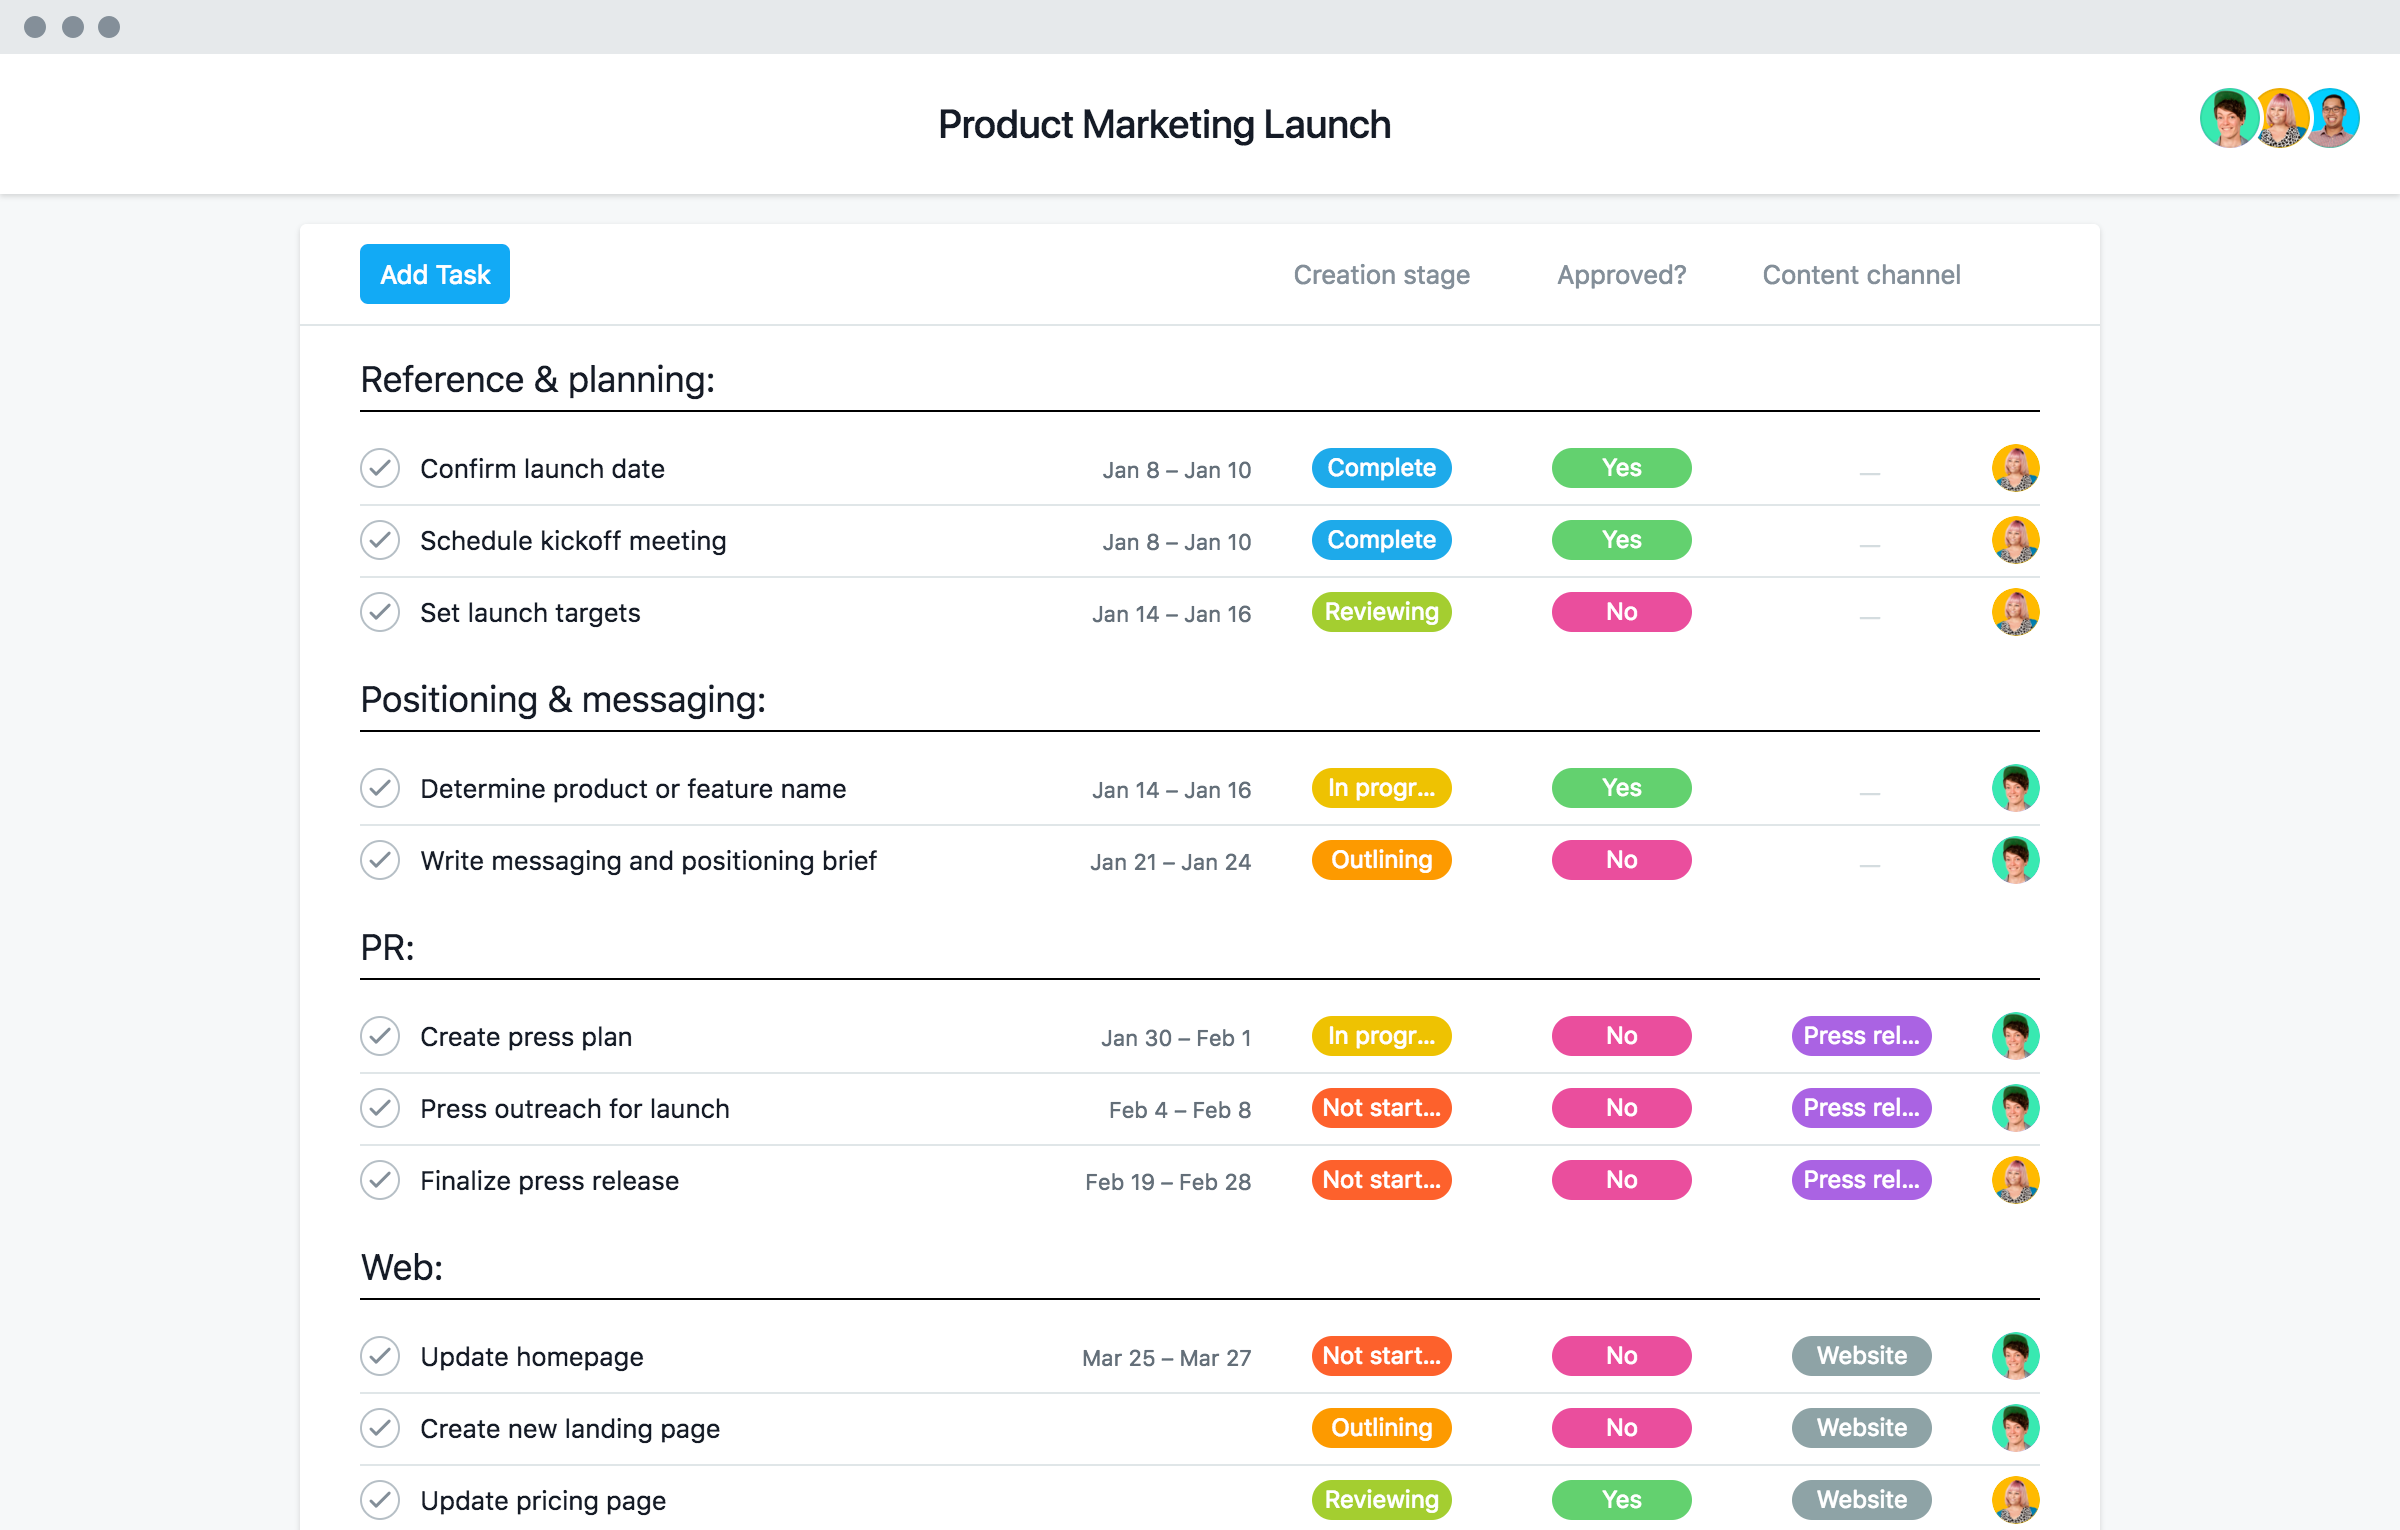 Product Marketing Launch
Add Task Creation stage Approved? Content channel
Reference & planning:
Confirm launch date Jan 8 – Jan 10 Complete Yes —
Schedule kickoff meeting Jan 8 – Jan 10 Complete Yes —
Set launch targets Jan 14 – Jan 16 Reviewing No —
Positioning & messaging:
Determine product or feature name Jan 14 – Jan 16 In progr... Yes —
Write messaging and positioning brief Jan 21 – Jan 24 Outlining No —
PR:
Create press plan Jan 30 – Feb 1 In progr... No Press rel...
Press outreach for launch Feb 4 – Feb 8 Not start... No Press rel...
Finalize press release Feb 19 – Feb 28 Not start... No Press rel...
Web:
Update homepage Mar 25 – Mar 27 Not start... No Website
Create new landing page Outlining No Website
Update pricing page Reviewing Yes Website